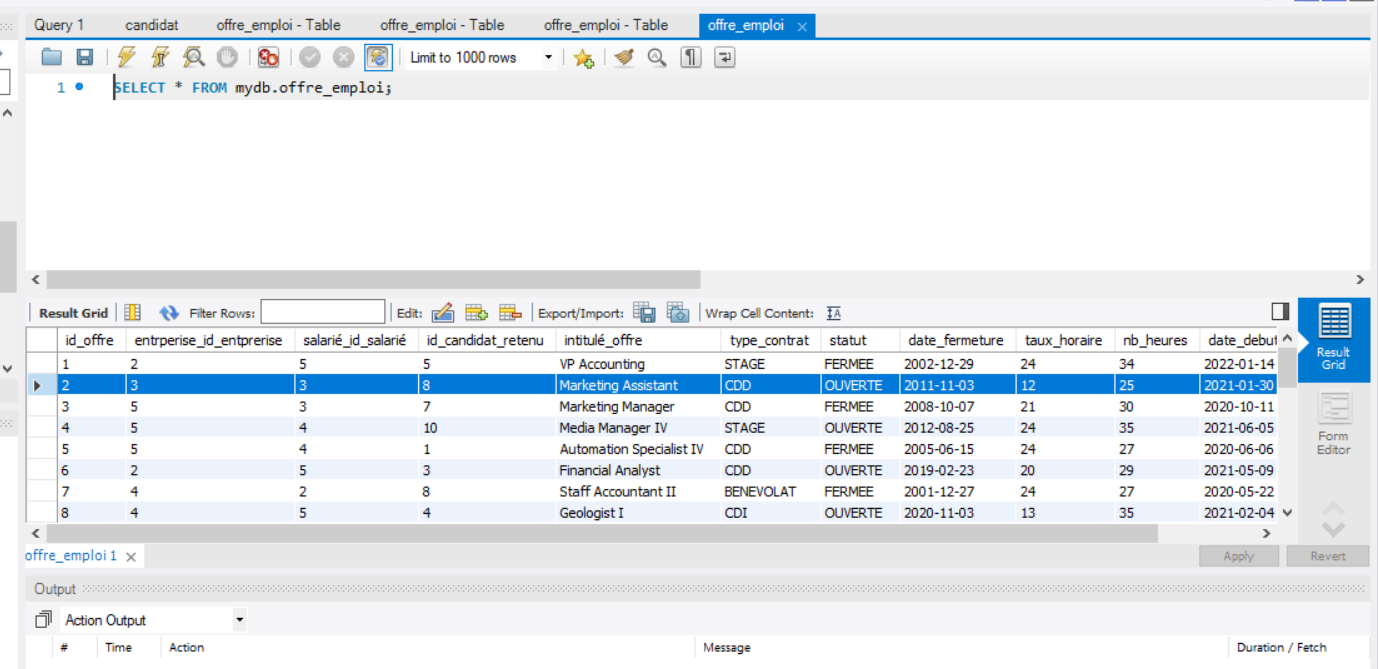 Query 1 candidat offre_emploi - Table offre_emploi - Table offre_emploi - Table offre_emploi
Limit to 1000 rows
1 SELECT * FROM mydb.offre_emploi;
Result Grid Filter Rows: Edit: Export/Import: Wrap Cell Content:
id_offre entrperise_id_entprerise salarié_id_salarié id_candidat_retenu intitulé_offre type_contrat statut date_fermeture taux_horaire nb_heures date_debut
1 2 5 5 VP Accounting STAGE FERMEE 2002-12-29 24 34 2022-01-14
2 3 3 8 Marketing Assistant CDD OUVERTE 2011-11-03 12 25 2021-01-30
3 5 3 7 Marketing Manager CDD FERMEE 2008-10-07 21 30 2020-10-11
4 5 4 10 Media Manager IV STAGE OUVERTE 2012-08-25 24 35 2021-06-05
5 5 4 1 Automation Specialist IV CDD FERMEE 2005-06-15 24 27 2020-06-06
6 2 5 3 Financial Analyst CDD OUVERTE 2019-02-23 20 29 2021-05-09
7 4 2 8 Staff Accountant II BENEVOLAT FERMEE 2001-12-27 24 27 2020-05-22
8 4 5 4 Geologist I CDI OUVERTE 2020-11-03 13 35 2021-02-04
Result
Grid
Form
Editor
offre_emploi 1 Apply Revert
Output
Action Output
# Time Action Message Duration / Fetch